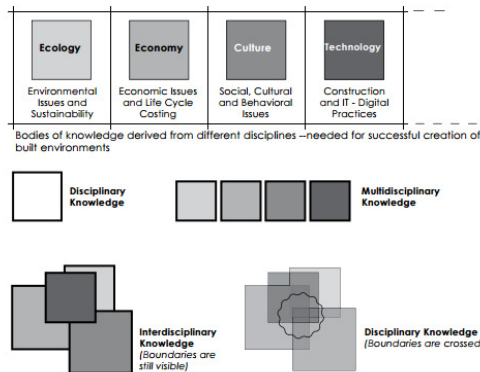 Ecology
Economy
Culture
Technology
Environmental
Issues and
Sustainability
Economic Issues
and Life Cycle
Costing
Social, Cultural
and Behavioral
Issues
Construction
and IT - Digital
Practices
Bodies of knowledge derived from different disciplines --needed for successful creation of
built environments
Disciplinary
Knowledge
Multidisciplinary
Knowledge
Interdisciplinary
Knowledge
(Boundaries are
still visible)
Disciplinary Knowledge
(Boundaries are crossed